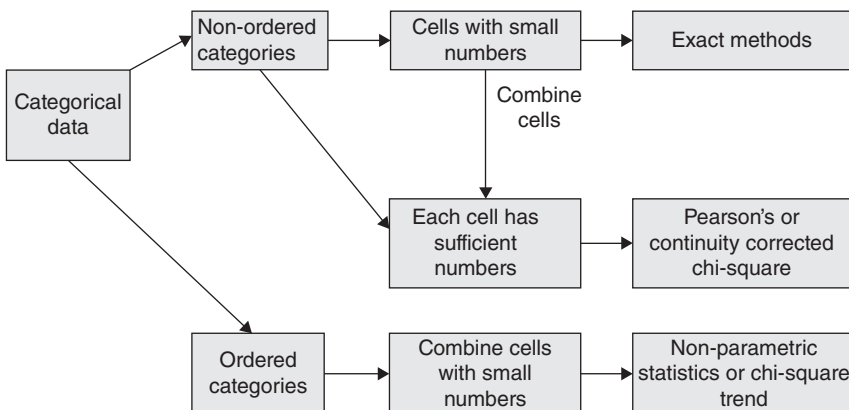 Non-ordered
categories
Cells with small
numbers
Exact methods
Categorical
data
Combine
cells
Each cell has
sufficient
numbers
Pearson's or
continuity corrected
chi-square
Ordered
categories
Combine cells
with small
numbers
Non-parametric
statistics or chi-square
trend